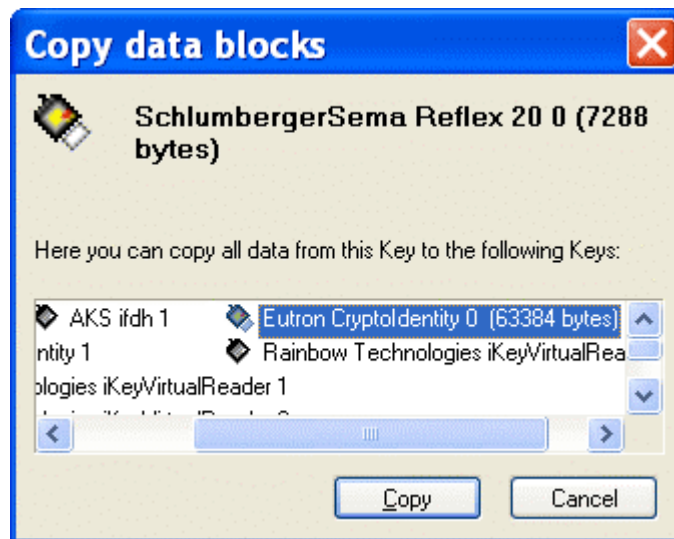 Copy data blocks
SchlumbergerSema Reflex 20 0 (7288
bytes)
Here you can copy all data from this Key to the following Keys:
AKS ifdh 1 Eutron CryptoIdentity 0 (63384 bytes)
ntity 1 Rainbow Technologies iKeyVirtualRea
ologies iKeyVirtualReader 1
Copy Cancel